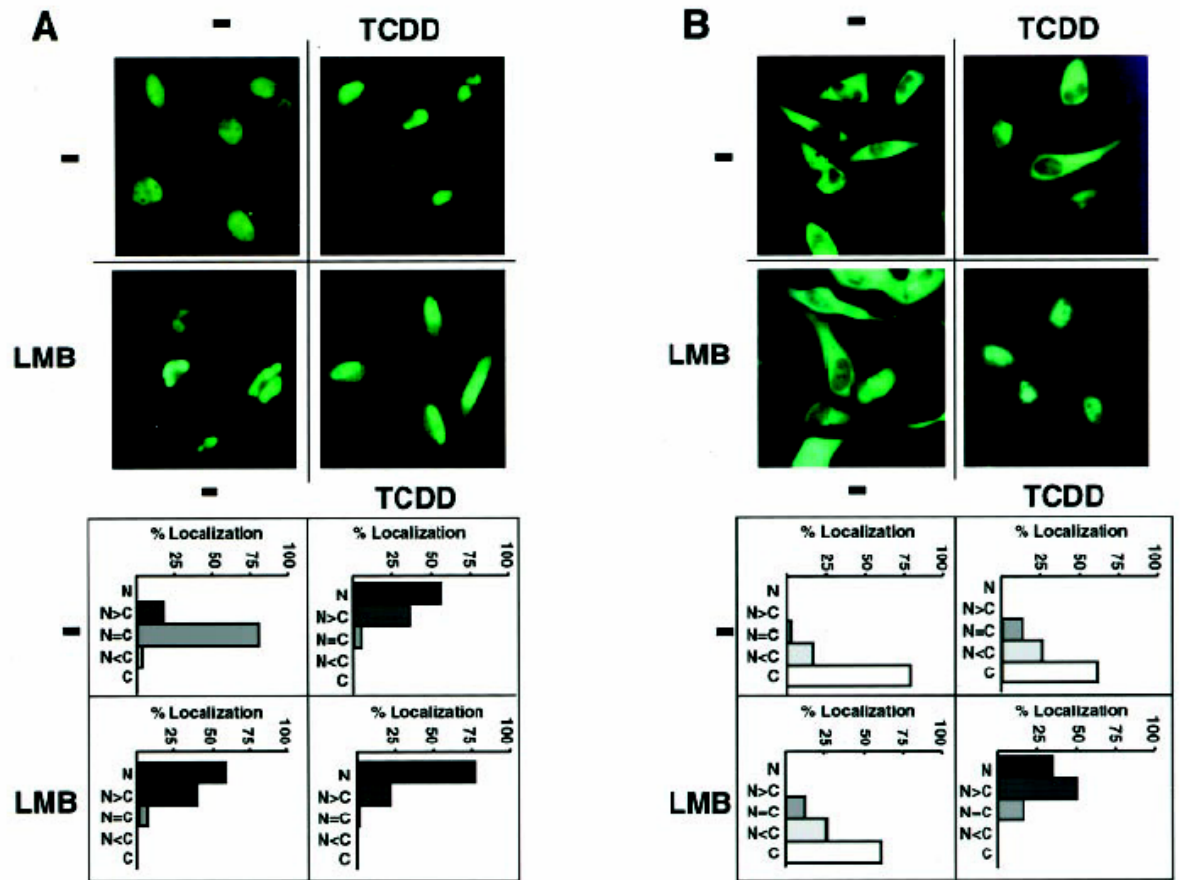 A
B
- TCDD
- TCDD
-
-
LMB
LMB
- TCDD
- TCDD
% Localization
25 50 75 100
N
N>C
N=C
N<C
C
% Localization
25 50 75 100
N
N>C
N=C
N<C
C
% Localization
25 50 75 100
N
N>C
N=C
N<C
C
% Localization
25 50 75 100
N
N>C
N=C
N<C
C
-
-
% Localization
25 50 75 100
N
N>C
N=C
N<C
C
% Localization
25 50 75 100
N
N>C
N=C
N<C
C
% Localization
25 50 75 100
N
N>C
N=C
N<C
C
% Localization
25 50 75 100
N
N>C
N=C
N<C
C
LMB
LMB